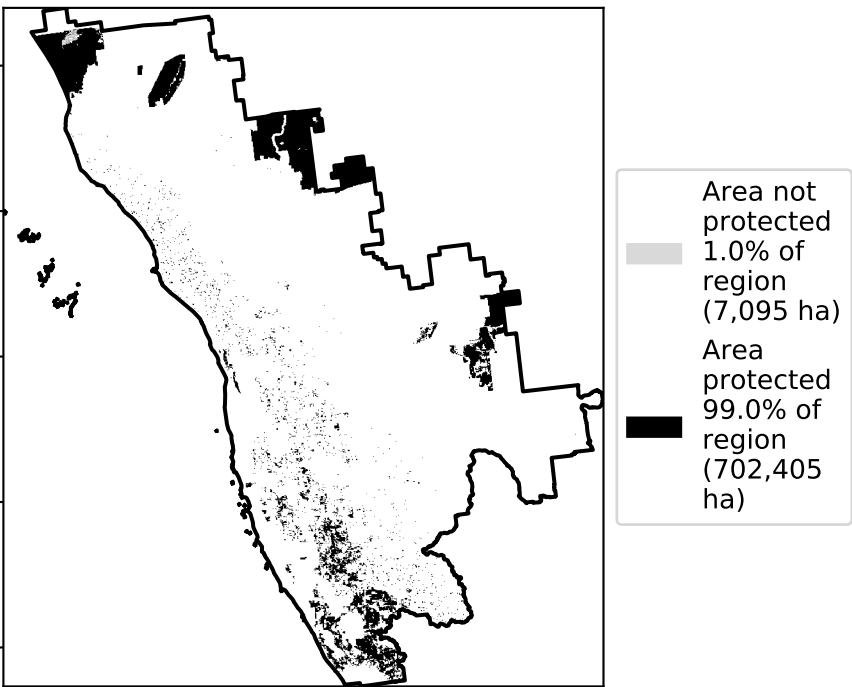 Area not
protected
1.0% of
region
(7,095 ha)
Area
protected
99.0% of
region
(702,405
ha)